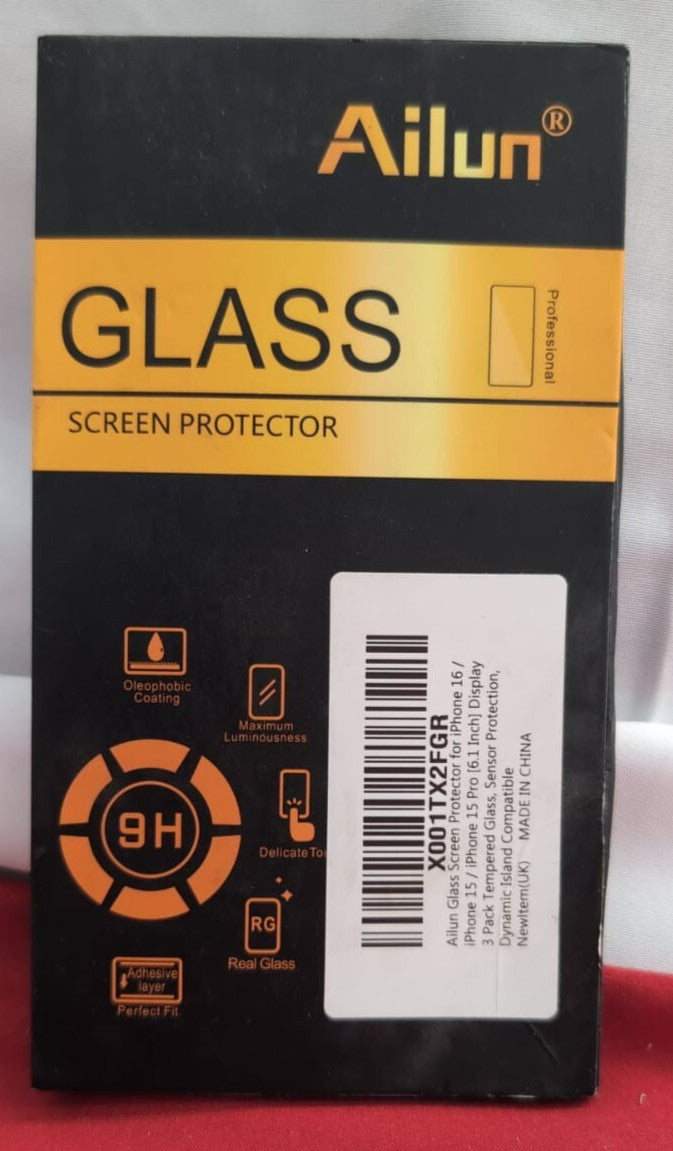 Ailun®
GLASS
Professional
SCREEN PROTECTOR
Oleophobic
Coating
Maximum
Luminousness
9H
Delicate
RG
Real Glass
Adhesive
layer
Perfect Fit
X001TX2FGR
Ailun Glass Screen Protector for iPhone 16 /
iPhone 15 / iPhone 15 Pro [6.1 Inch] Display
3 Pack Tempered Glass, Sensor Protection,
Dynamic Island Compatible
NewItem(UK) MADE IN CHINA